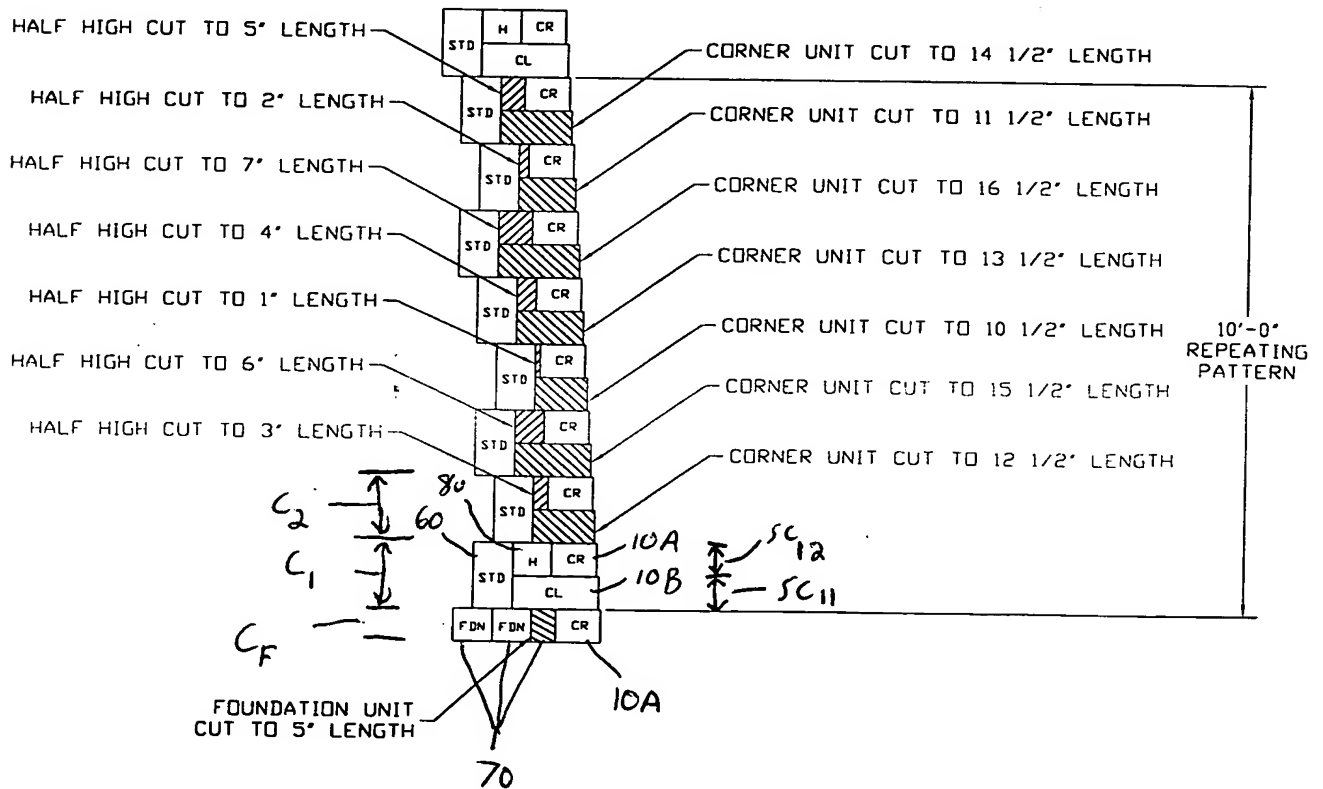 HALF HIGH CUT TO 5" LENGTH
H CR
STD
CL
CORNER UNIT CUT TO 14 1/2" LENGTH
HALF HIGH CUT TO 2" LENGTH
CR
STD
CORNER UNIT CUT TO 11 1/2" LENGTH
HALF HIGH CUT TO 7" LENGTH
CR
STD
CORNER UNIT CUT TO 16 1/2" LENGTH
HALF HIGH CUT TO 4" LENGTH
CR
STD
CORNER UNIT CUT TO 13 1/2" LENGTH
HALF HIGH CUT TO 1" LENGTH
CR
STD
CORNER UNIT CUT TO 10 1/2" LENGTH
10'-0"
REPEATING
PATTERN
HALF HIGH CUT TO 6" LENGTH
CR
STD
CORNER UNIT CUT TO 15 1/2" LENGTH
HALF HIGH CUT TO 3" LENGTH
CR
STD
CORNER UNIT CUT TO 12 1/2" LENGTH
C2
80
60
CR
STD
C1
H CR
10A
SC12
STD
CL
10B
SC11
CF
FDN FDN CR
10A
FOUNDATION UNIT
CUT TO 5" LENGTH
70